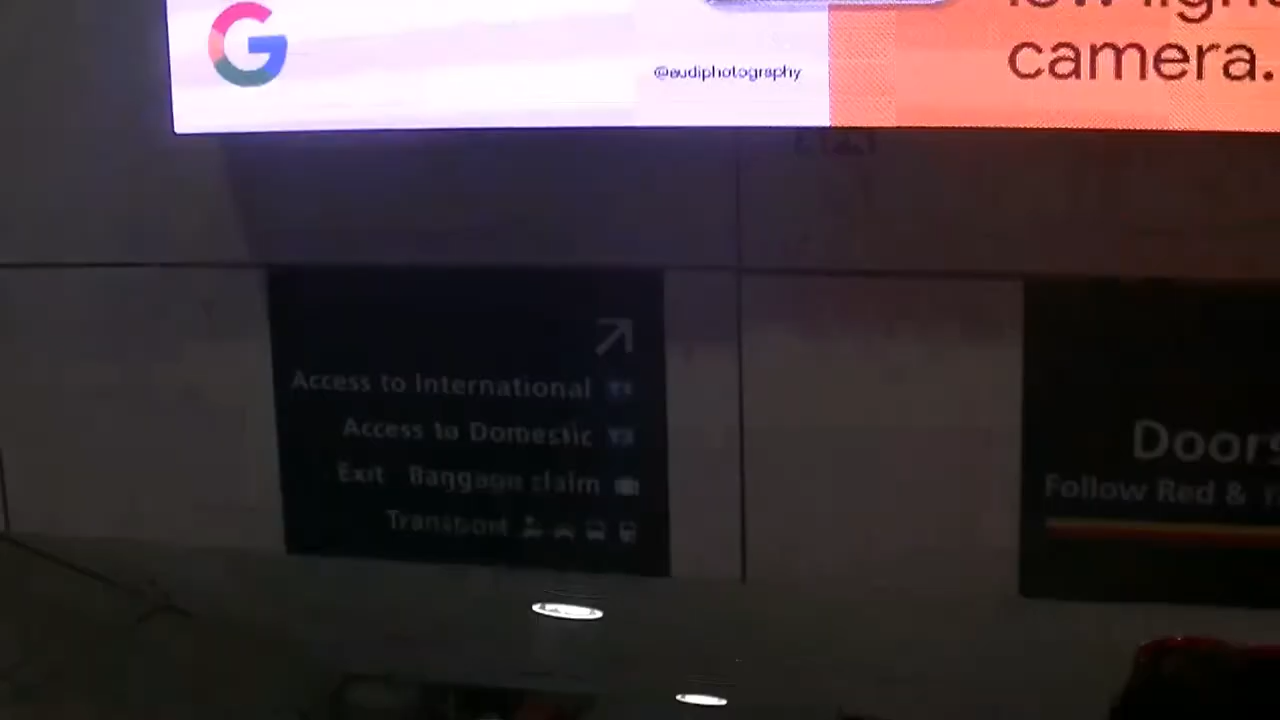 G
@audiphotography
camera.
Access to International
Access to Domestic
Exit Baggage claim
Transport
Doors
Follow Red &